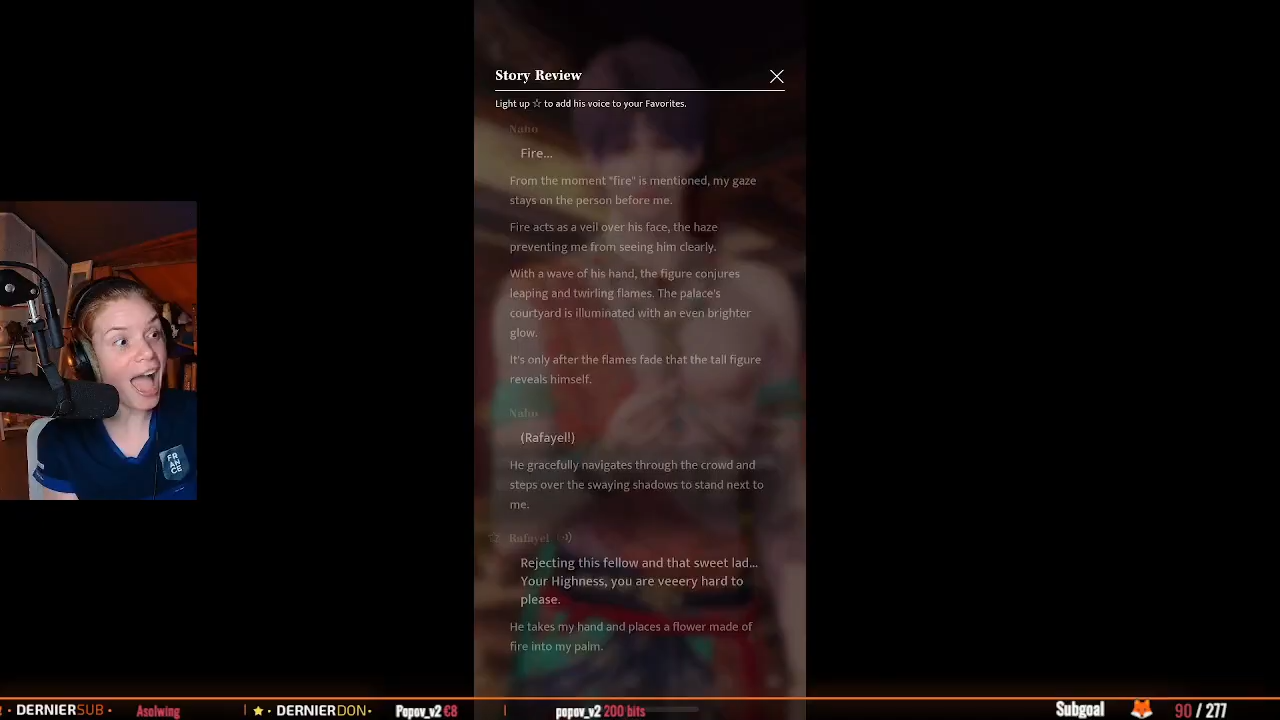 Story Review
Light up ☆ to add his voice to your Favorites.
Naho
Fire...
From the moment "fire" is mentioned, my gaze
stays on the person before me.
Fire acts as a veil over his face, the haze
preventing me from seeing him clearly.
With a wave of his hand, the figure conjures
leaping and twirling flames. The palace's
courtyard is illuminated with an even brighter
glow.
It's only after the flames fade that the tall figure
reveals himself.
Naho
(Rafayel!)
He gracefully navigates through the crowd and
steps over the swaying shadows to stand next to
me.
Rafayel
Rejecting this fellow and that sweet lad...
Your Highness, you are veeery hard to
please.
He takes my hand and places a flower made of
fire into my palm.
• DERNIERSUB • Asolwing
• DERNIERDON • Popov_v2 €8
popov_v2 200 bits
Subgoal 90 / 277